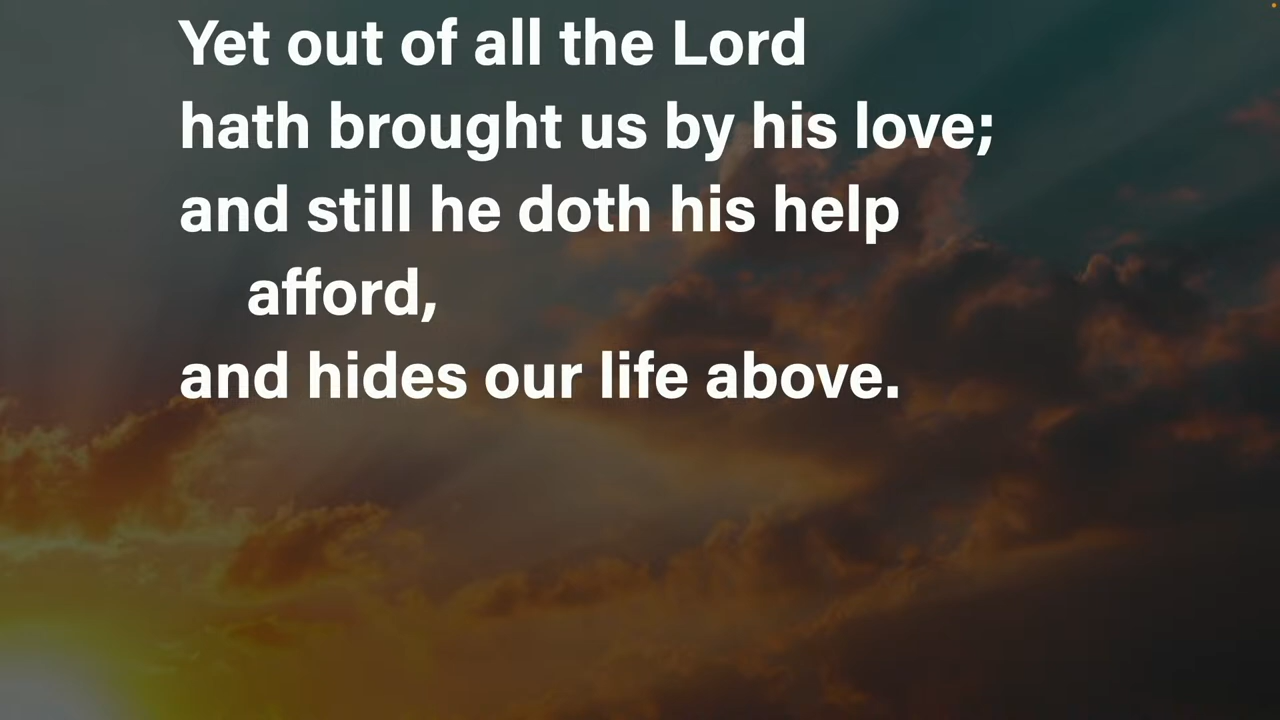 Yet out of all the Lord
hath brought us by his love;
and still he doth his help
afford,
and hides our life above.